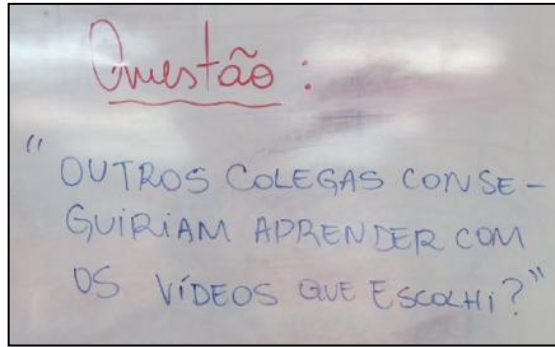 Questão:
"OUTROS COLEGAS CONSE-
GUIRIAM APRENDER COM
OS VÍDEOS QUE ESCOLHI?"